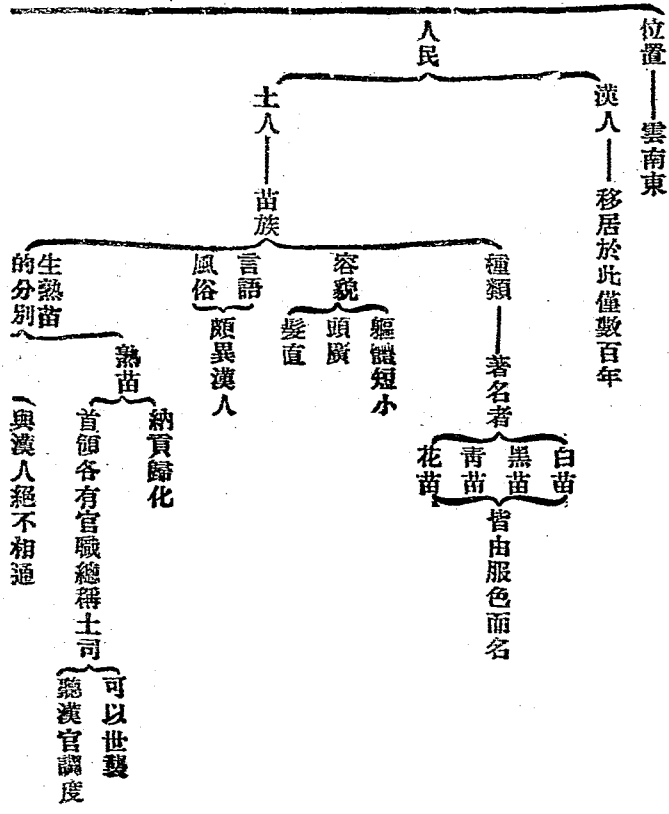 位置
雲南東
人民
漢人
移居於此僅數百年
土人
苗族
種類
著名者
白苗
黑苗
青苗
花苗
皆由服色而名
容貌
軀體短小
頭廣
髮直
言語
風俗
頗異漢人
生熟苗
的分別
熟苗
納貢歸化
首領各有官職總稱土司
可以世襲
聽漢官調度
與漢人絕不相通